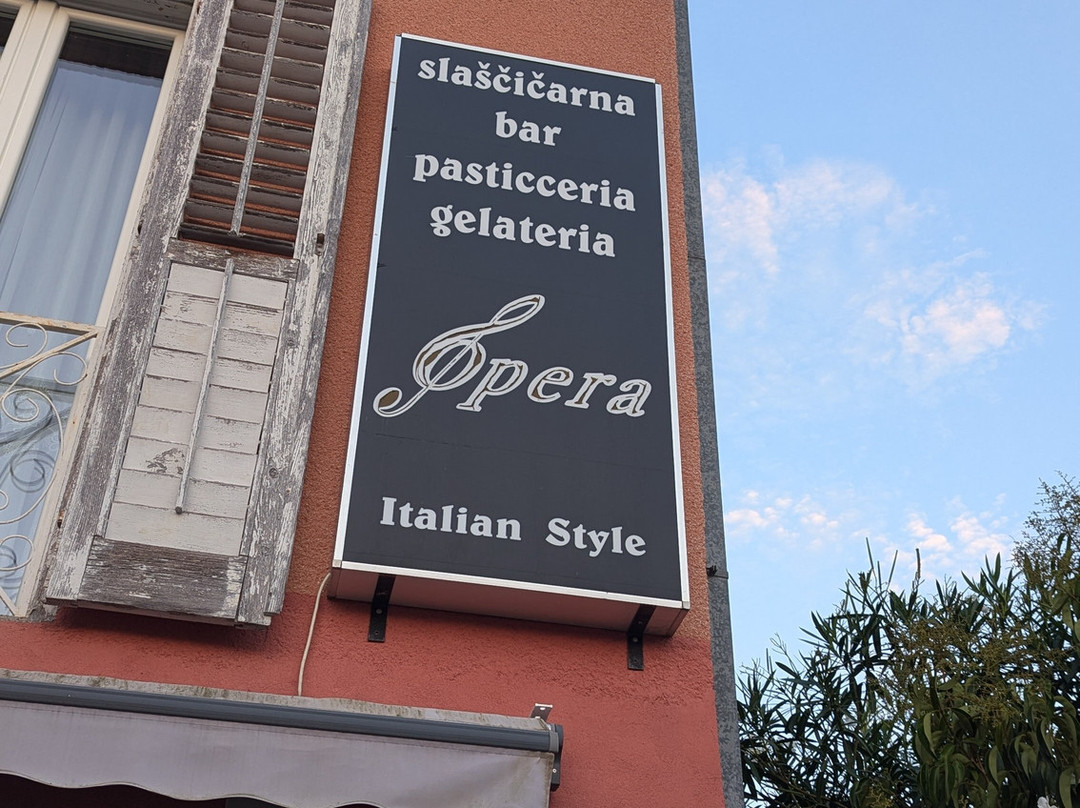 slaščičarna
bar
pasticceria
gelateria
Opera
Italian Style